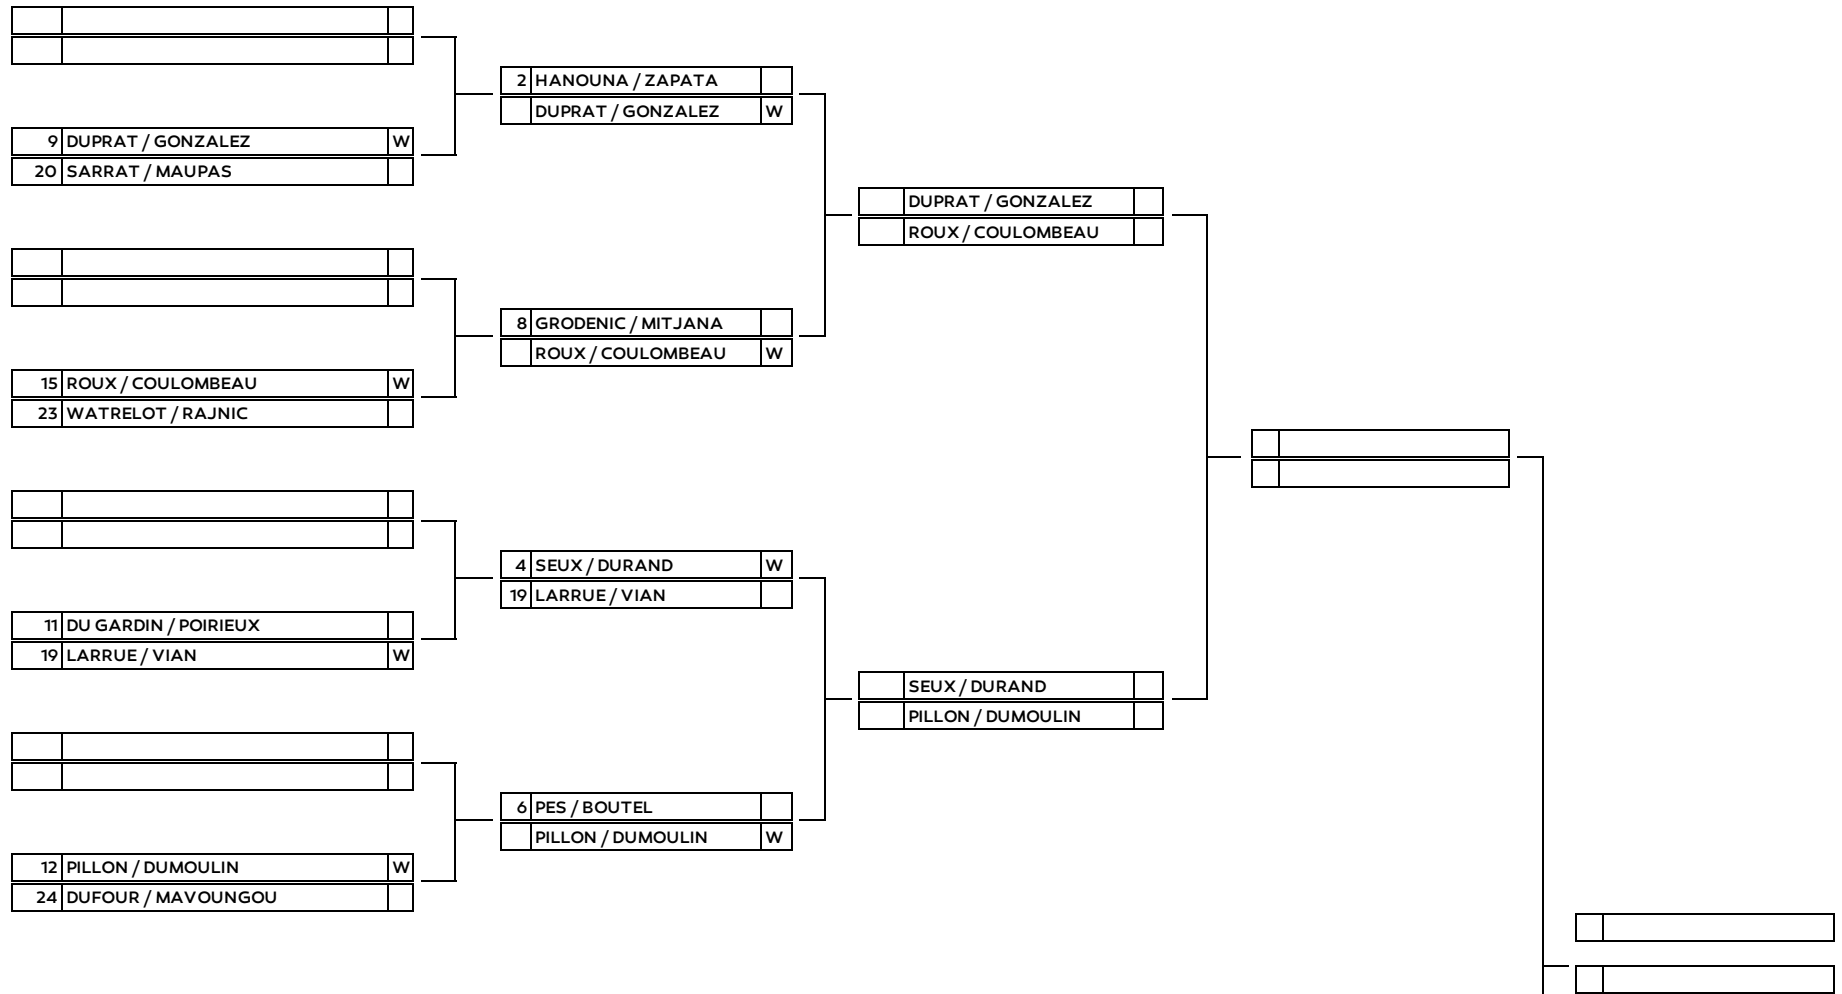 2 HANOUNA / ZAPATA
DUPRAT / GONZALEZ W
9 DUPRAT / GONZALEZ W
20 SARRAT / MAUPAS
DUPRAT / GONZALEZ
ROUX / COULOMBEAU
8 GRODENIC / MITJANA
ROUX / COULOMBEAU W
15 ROUX / COULOMBEAU W
23 WATRELOT / RAJNIC
4 SEUX / DURAND W
19 LARRUE / VIAN
11 DU GARDIN / POIRIEUX
19 LARRUE / VIAN W
SEUX / DURAND
PILLON / DUMOULIN
6 PES / BOUTEL
PILLON / DUMOULIN W
12 PILLON / DUMOULIN W
24 DUFOUR / MAVOUNGOU